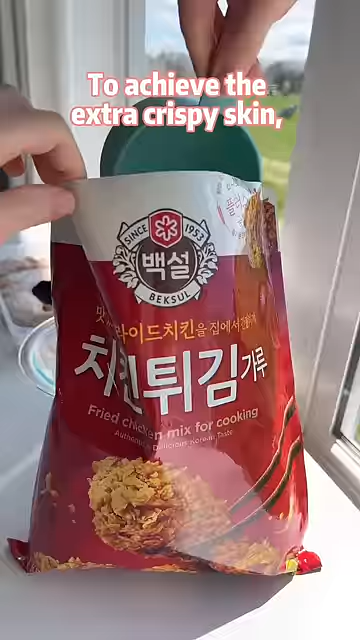 To achieve the
extra crispy skin,
SINCE 1953
백설
BEKSUL
치킨튀김가루
Fried chicken mix for cooking
Authentic Delicious Korean Taste